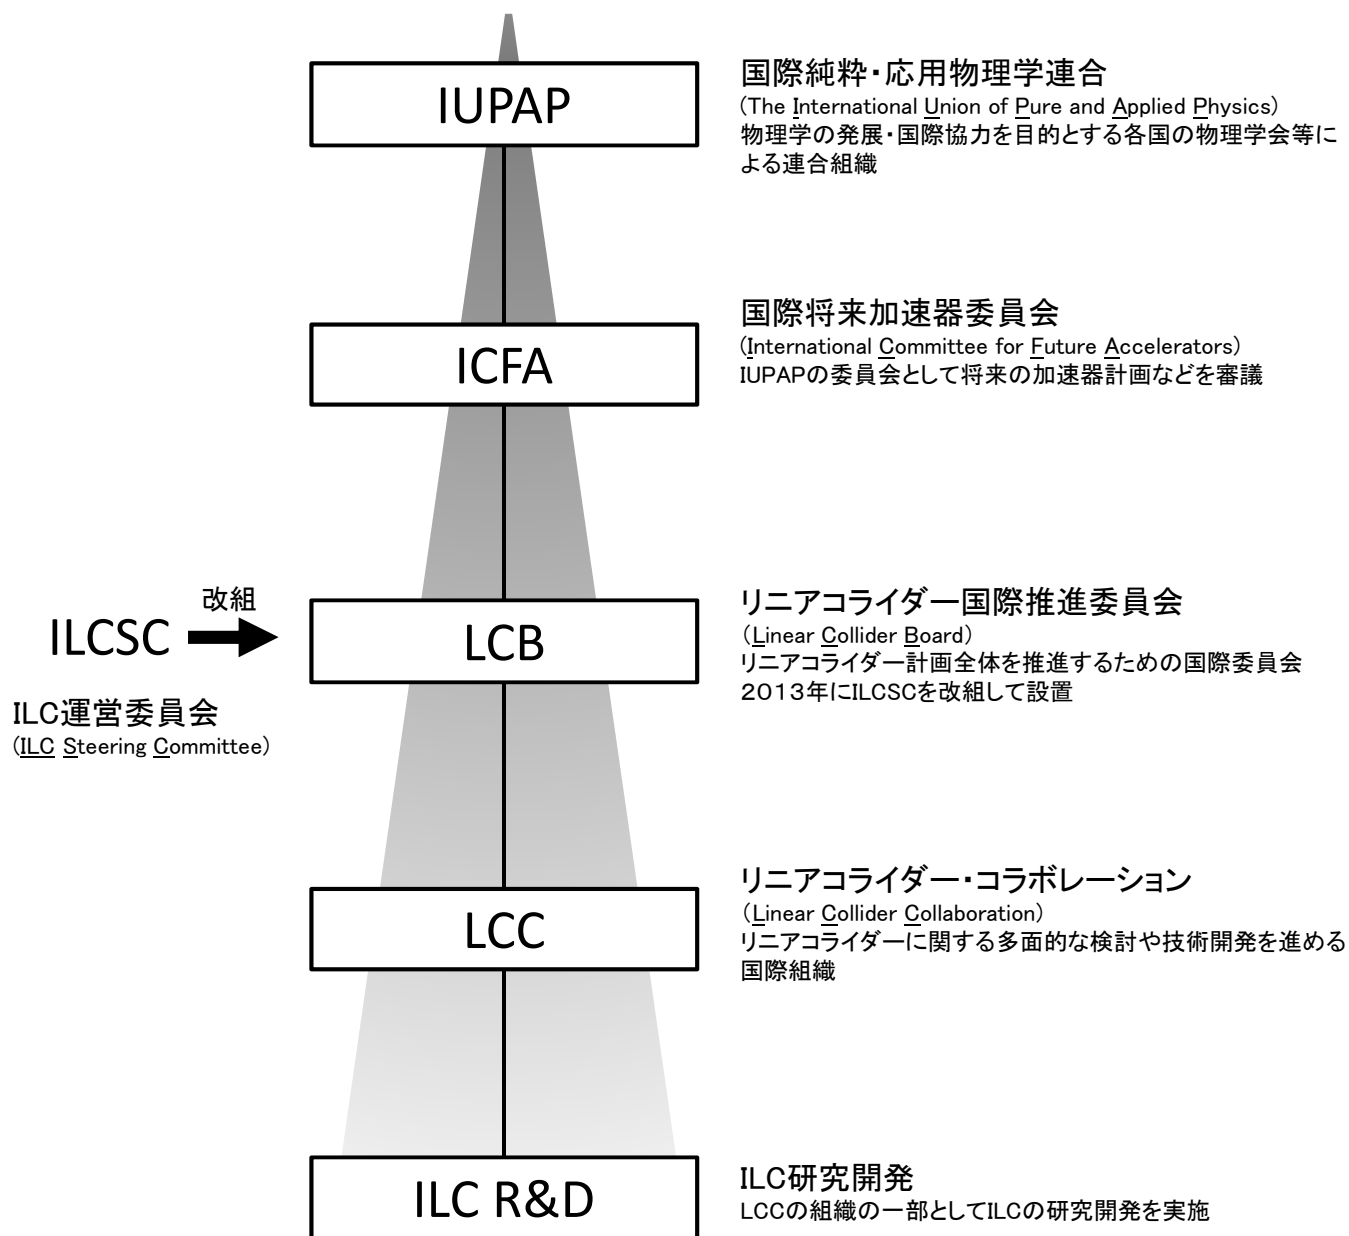 IUPAP
国際純粋・応用物理学連合
(The International Union of Pure and Applied Physics)
物理学の発展・国際協力を目的とする各国の物理学会等に
よる連合組織
ICFA
国際将来加速器委員会
(International Committee for Future Accelerators)
IUPAPの委員会として将来の加速器計画などを審議
改組
ILCSC
ILC運営委員会
(ILC Steering Committee)
LCB
リニアコライダー国際推進委員会
(Linear Collider Board)
リニアコライダー計画全体を推進するための国際委員会
2013年にILCSCを改組して設置
LCC
リニアコライダー・コラボレーション
(Linear Collider Collaboration)
リニアコライダーに関する多面的な検討や技術開発を進める
国際組織
ILC R&D
ILC研究開発
LCCの組織の一部としてILCの研究開発を実施